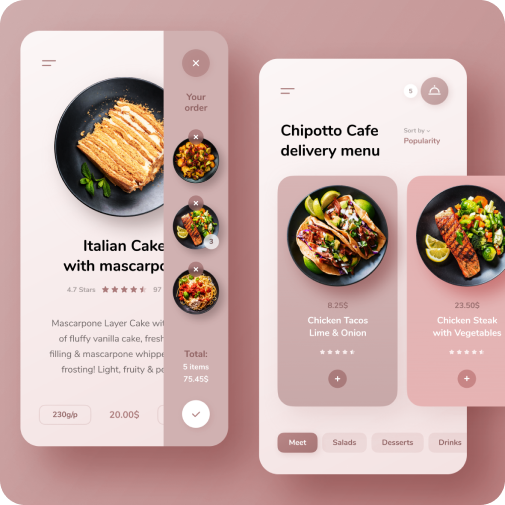 Your
order
Italian Cake
with mascarpo
4.7 Stars
97
Mascarpone Layer Cake wit
of fluffy vanilla cake, fresh
filling & mascarpone whippe
frosting! Light, fruity & pe
230g/p
20.00$
3
Total:
5 items
75.45$
5
Chipotto Cafe
delivery menu
Sort by
Popularity
8.25$
Chicken Tacos
Lime & Onion
23.50$
Chicken Steak
with Vegetables
Meet
Salads
Desserts
Drinks